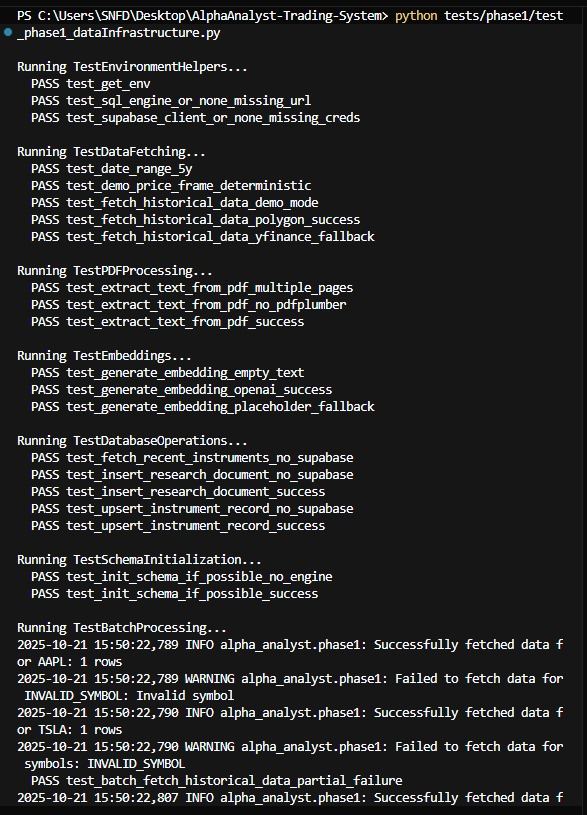 PS C:\Users\SNFD\Desktop\AlphaAnalyst-Trading-System> python tests/phase1/test
_phase1_dataInfrastructure.py
Running TestEnvironmentHelpers...
PASS test_get_env
PASS test_sql_engine_or_none_missing_url
PASS test_supabase_client_or_none_missing_creds
Running TestDataFetching...
PASS test_date_range_5y
PASS test_demo_price_frame_deterministic
PASS test_fetch_historical_data_demo_mode
PASS test_fetch_historical_data_polygon_success
PASS test_fetch_historical_data_yfinance_fallback
Running TestPDFProcessing...
PASS test_extract_text_from_pdf_multiple_pages
PASS test_extract_text_from_pdf_no_pdfplumber
PASS test_extract_text_from_pdf_success
Running TestEmbeddings...
PASS test_generate_embedding_empty_text
PASS test_generate_embedding_openai_success
PASS test_generate_embedding_placeholder_fallback
Running TestDatabaseOperations...
PASS test_fetch_recent_instruments_no_supabase
PASS test_insert_research_document_no_supabase
PASS test_insert_research_document_success
PASS test_upsert_instrument_record_no_supabase
PASS test_upsert_instrument_record_success
Running TestSchemaInitialization...
PASS test_init_schema_if_possible_no_engine
PASS test_init_schema_if_possible_success
Running TestBatchProcessing...
2025-10-21 15:50:22,789 INFO alpha_analyst.phase1: Successfully fetched data f
or AAPL: 1 rows
2025-10-21 15:50:22,789 WARNING alpha_analyst.phase1: Failed to fetch data for
INVALID_SYMBOL: Invalid symbol
2025-10-21 15:50:22,790 INFO alpha_analyst.phase1: Successfully fetched data f
or TSLA: 1 rows
2025-10-21 15:50:22,790 WARNING alpha_analyst.phase1: Failed to fetch data for
symbols: INVALID_SYMBOL
PASS test_batch_fetch_historical_data_partial_failure
2025-10-21 15:50:22,807 INFO alpha_analyst.phase1: Successfully fetched data f